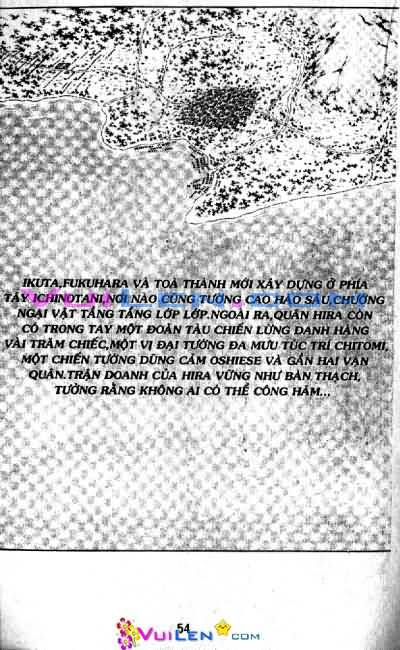 IKUTA,FUKUHARA VÀ TOÀ THÀNH MỚI XÂY DỰNG Ở PHÍA
TÂY ICHINOTANI,NƠI NÀO CŨNG TƯỜNG CAO HÀO SÂU,CHƯỚNG
NGẠI VẬT TẦNG TẦNG LỚP LỚP.NGOÀI RA,QUÂN HIRA CÒN
CÓ TRONG TAY MỘT ĐOÀN TÀU CHIẾN LỪNG DANH HÀNG
VÀI TRĂM CHIẾC,MỘT VỊ ĐẠI TƯỚNG ĐA MƯU TÚC TRÍ CHITOMI,
MỘT CHIẾN TƯỚNG DŨNG CẢM OSHIESE VÀ GẦN HAI VẠN
QUÂN.TRẬN DOANH CỦA HIRA VỮNG NHƯ BÀN THẠCH,
TƯỞNG RẰNG KHÔNG AI CÓ THỂ CÔNG HÃM...
VUILEN.COM
54
VUILEN.COM